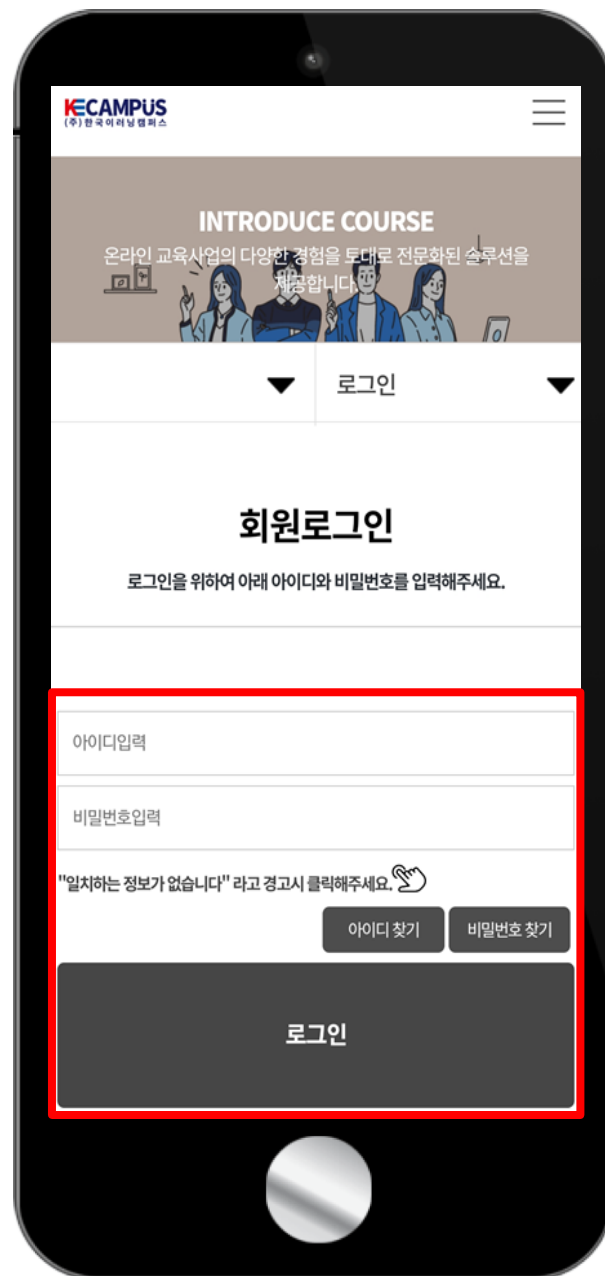 KECAMPUS
(주)한국이러닝캠퍼스
INTRODUCE COURSE
온라인 교육사업의 다양한 경험을 토대로 전문화된 솔루션을
제공합니다.
로그인
회원로그인
로그인을 위하여 아래 아이디와 비밀번호를 입력해주세요.
아이디입력
비밀번호입력
"일치하는 정보가 없습니다" 라고 경고시 클릭해주세요.
아이디 찾기 비밀번호 찾기
로그인